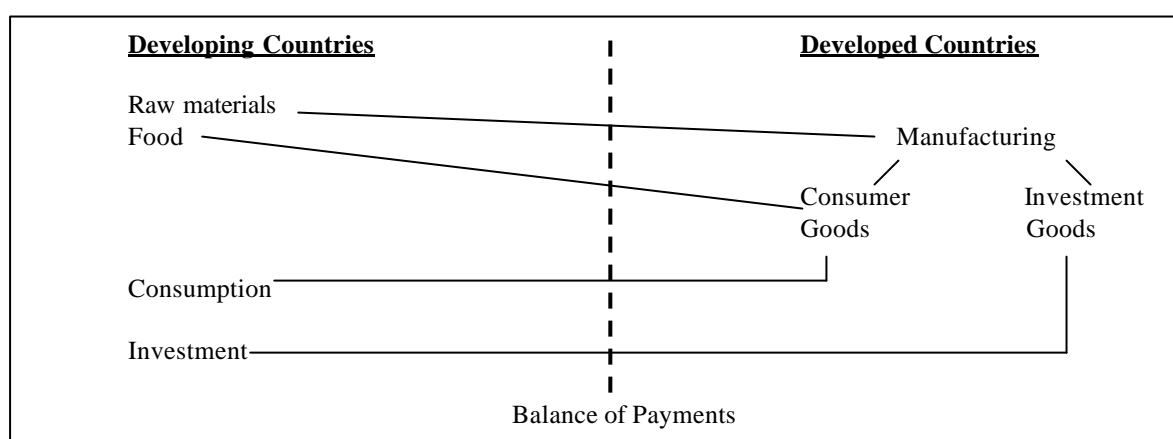 Developing Countries
Developed Countries
Raw materials
Food
Manufacturing
Consumer
Goods
Investment
Goods
Consumption
Investment
Balance of Payments